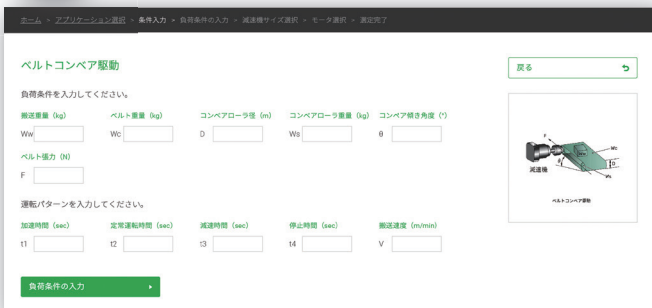 ホーム > アプリケーション選択 > 条件入力 > 負荷条件の入力 > 減速機サイズ選択 > モータ選択 > 選定完了
ベルトコンベア駆動
戻る
負荷条件を入力してください。
搬送重量 (kg) ベルト重量 (kg) コンベアローラ径 (m) コンベアローラ重量 (kg) コンベア傾き角度 (°)
Ww Wc D Ws θ
ベルト張力 (N)
F
運転パターンを入力してください。
加速時間 (sec) 定常運転時間 (sec) 減速時間 (sec) 停止時間 (sec) 搬送速度 (m/min)
t1 t2 t3 t4 V
負荷条件の入力
F
Ww
Wc
θ
D
Ws
減速機
ベルトコンベア駆動